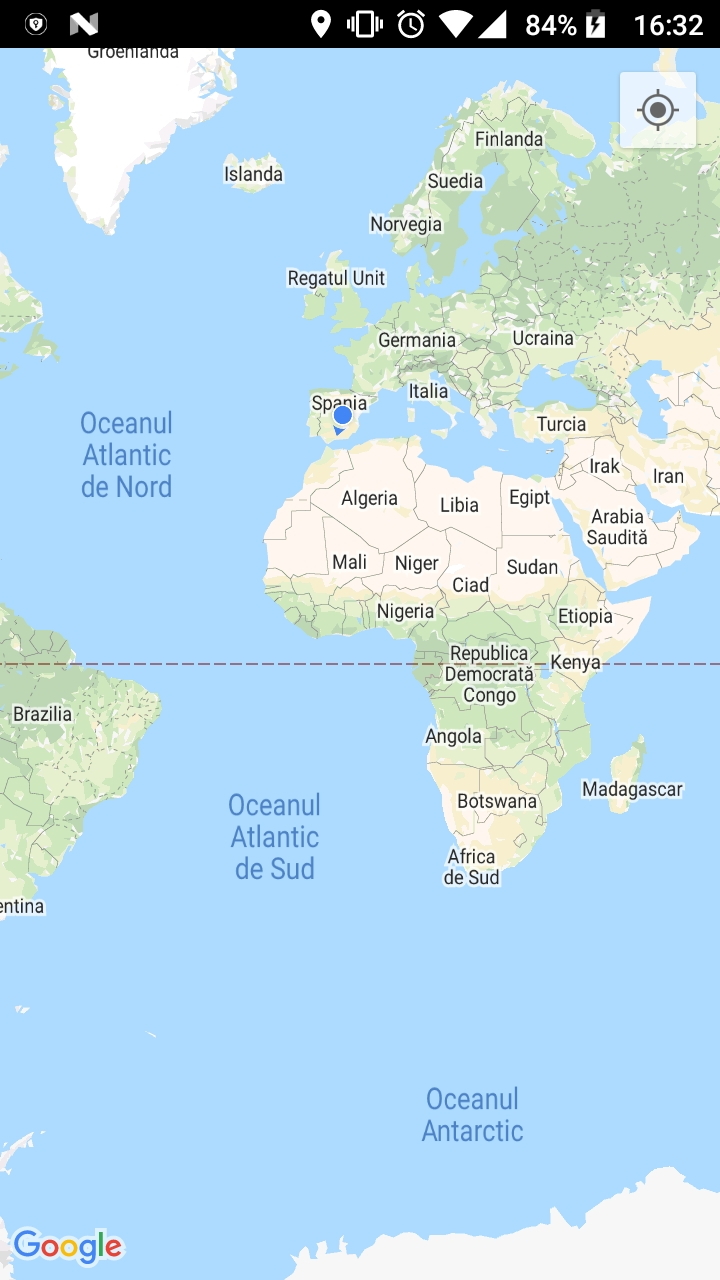 84% 16:32
Groenlanda
Finlanda
Islanda
Suedia
Norvegia
Regatul Unit
Germania
Ucraina
Italia
Spania
Oceanul
Atlantic
de Nord
Turcia
Irak
Iran
Algeria
Libia
Egipt
Arabia
Saudită
Mali
Niger
Sudan
Ciad
Nigeria
Etiopia
Republica
Democrată
Congo
Kenya
Brazilia
Angola
Madagascar
Oceanul
Atlantic
de Sud
Botswana
Africa
de Sud
entina
Oceanul
Antarctic
Google